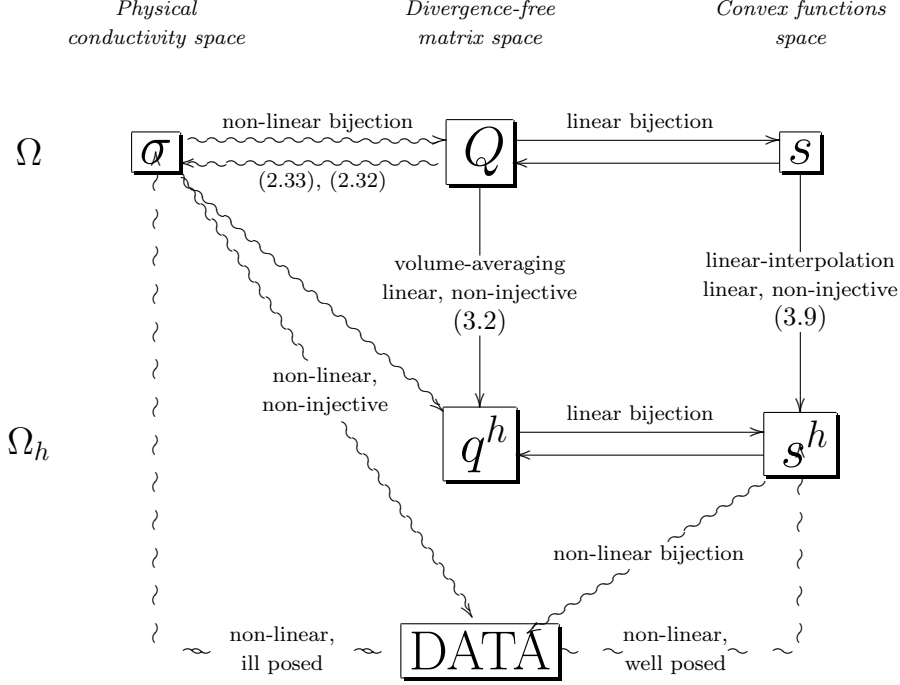 Physical
conductivity space
Divergence-free
matrix space
Convex functions
space
Ω
σ
non-linear bijection
(2.33), (2.32)
Q
linear bijection
s
volume-averaging
linear, non-injective
(3.2)
linear-interpolation
linear, non-injective
(3.9)
non-linear,
non-injective
Ω_h
q^h
linear bijection
s^h
non-linear bijection
non-linear,
ill posed
DATA
non-linear,
well posed